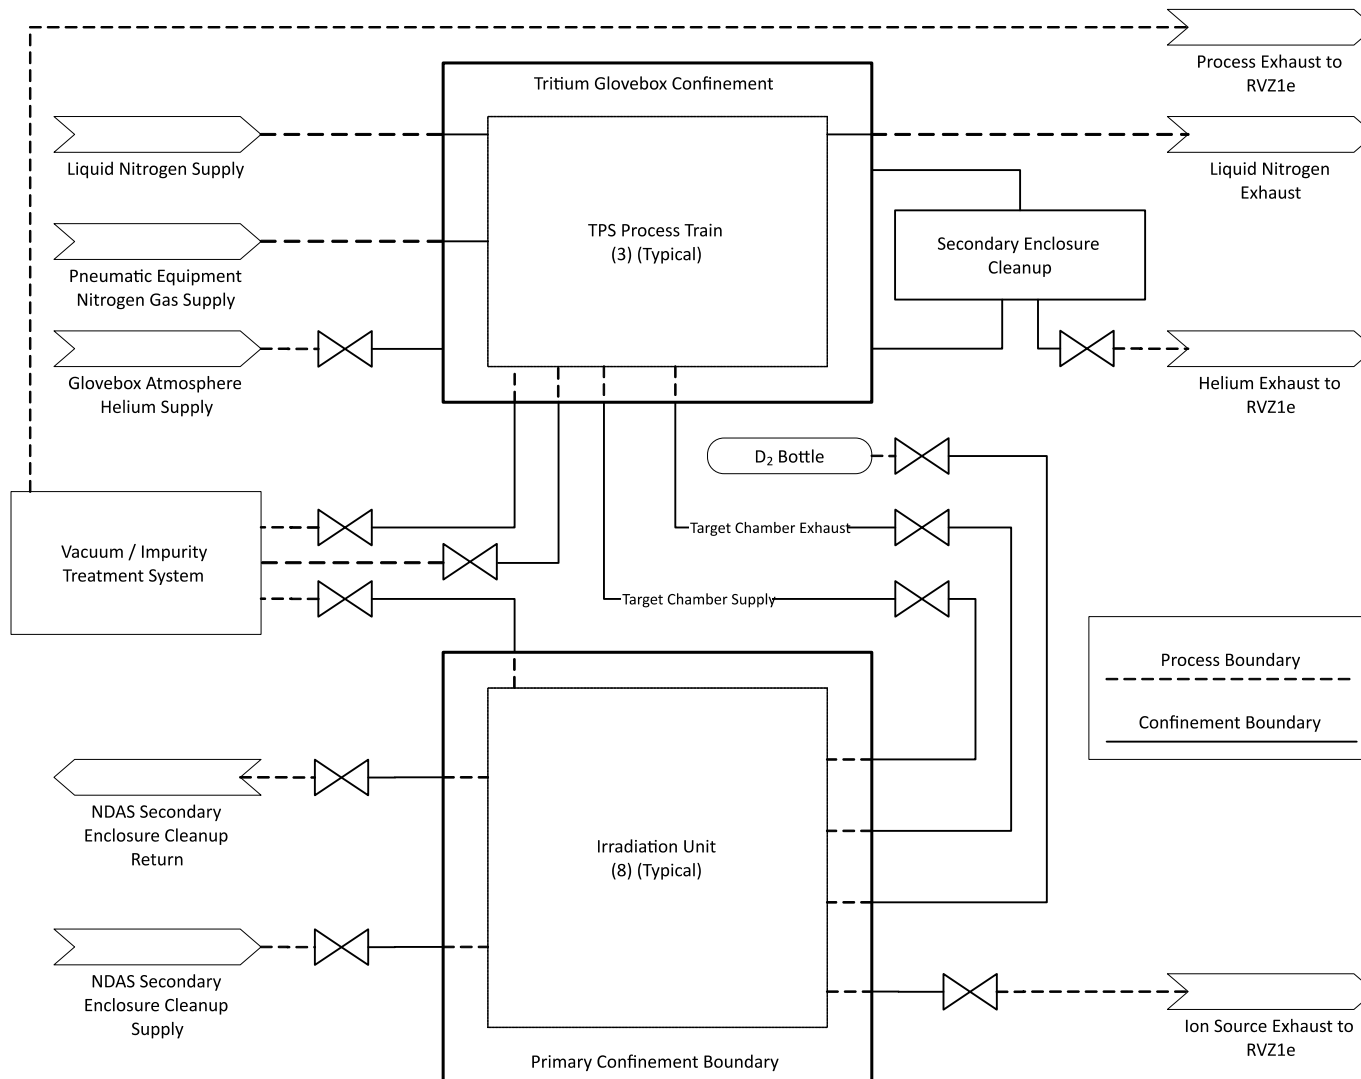 Process Exhaust to
RVZ1e
Tritium Glovebox Confinement
Liquid Nitrogen Supply
Liquid Nitrogen
Exhaust
TPS Process Train
(3) (Typical)
Secondary Enclosure
Cleanup
Pneumatic Equipment
Nitrogen Gas Supply
Glovebox Atmosphere
Helium Supply
Helium Exhaust to
RVZ1e
D₂ Bottle
Target Chamber Exhaust
Vacuum / Impurity
Treatment System
Target Chamber Supply
Process Boundary
Confinement Boundary
NDAS Secondary
Enclosure Cleanup
Return
Irradiation Unit
(8) (Typical)
NDAS Secondary
Enclosure Cleanup
Supply
Ion Source Exhaust to
RVZ1e
Primary Confinement Boundary